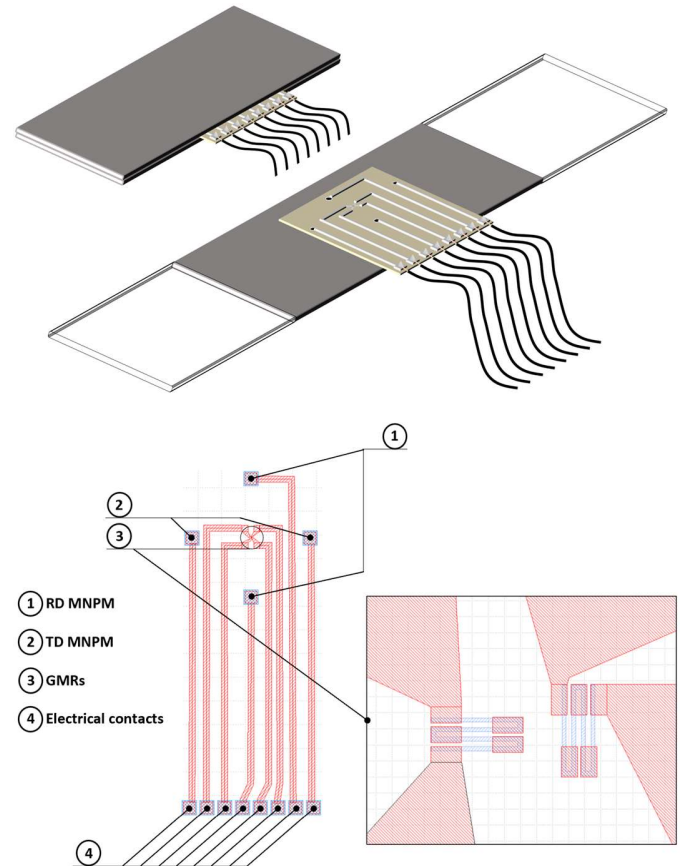 1
2
3
1 RD MNPM
2 TD MNPM
3 GMRs
4 Electrical contacts
4